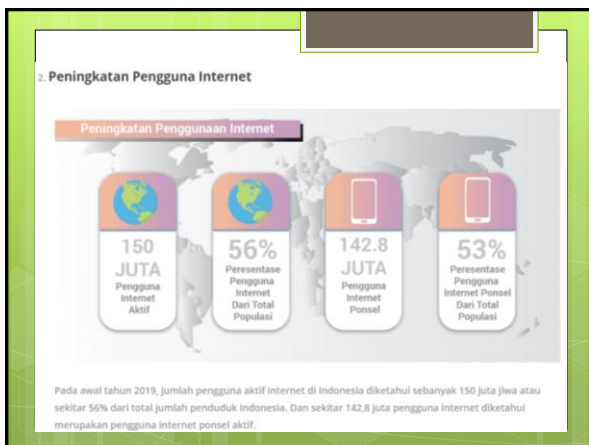 2. Peningkatan Pengguna Internet
Peningkatan Penggunaan Internet
150
JUTA
Pengguna
Internet
Aktif
56%
Peresentase
Pengguna
Internet
Dari Total
Populasi
142.8
JUTA
Pengguna
Internet
Ponsel
53%
Peresentase
Pengguna
Internet Ponsel
Dari Total
Populasi
Pada awal tahun 2019, jumlah pengguna aktif internet di Indonesia diketahui sebanyak 150 juta jiwa atau
sekitar 56% dari total jumlah penduduk Indonesia. Dan sekitar 142,8 juta pengguna internet diketahui
merupakan pengguna internet ponsel aktif.